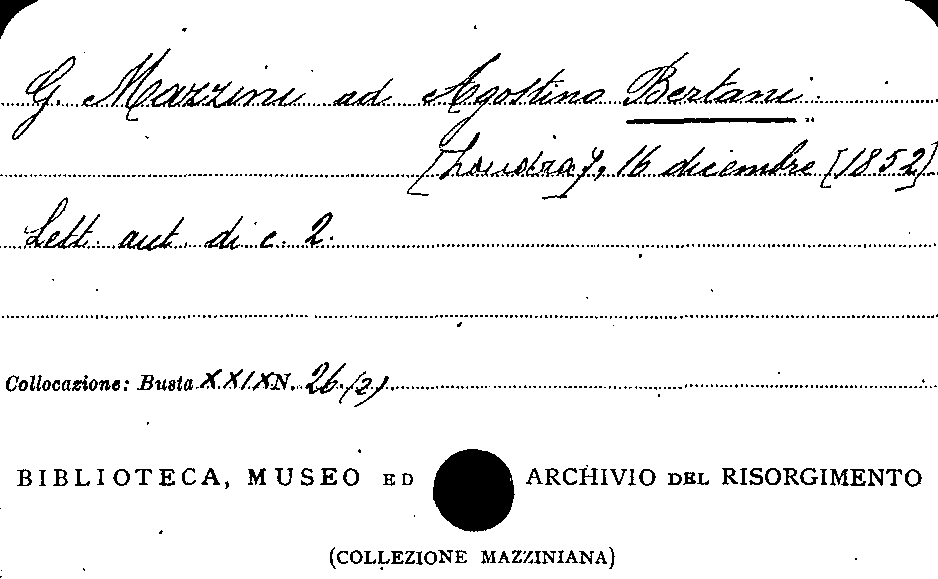 G. Mazzini ad Agostino Bertani.
[Londra], 16 dicembre [1852]
Lett. aut. di c. 2.
Collocazione: Busta XXIX N. 26 (2)
BIBLIOTECA, MUSEO ED ARCHIVIO DEL RISORGIMENTO
(COLLEZIONE MAZZINIANA)